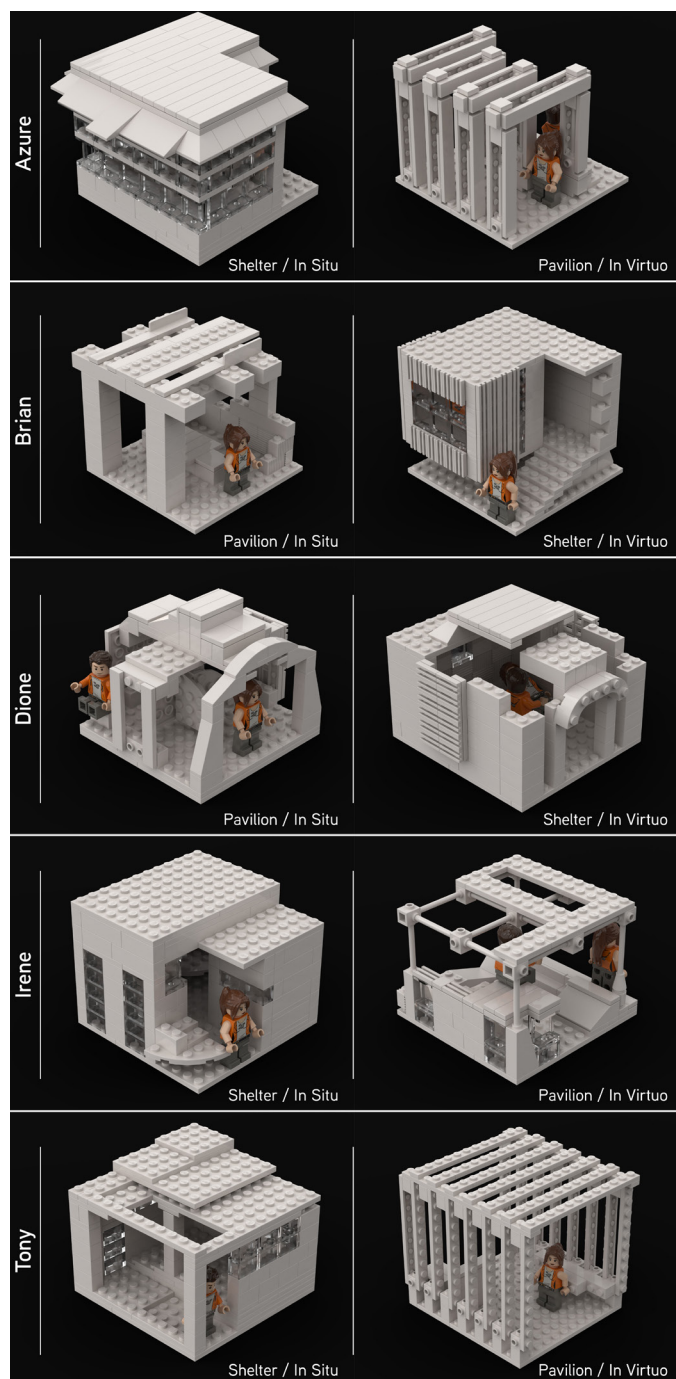 Azure
Shelter / In Situ
Pavilion / In Virtuo
Brian
Pavilion / In Situ
Shelter / In Virtuo
Dione
Pavilion / In Situ
Shelter / In Virtuo
Irene
Shelter / In Situ
Pavilion / In Virtuo
Tony
Shelter / In Situ
Pavilion / In Virtuo